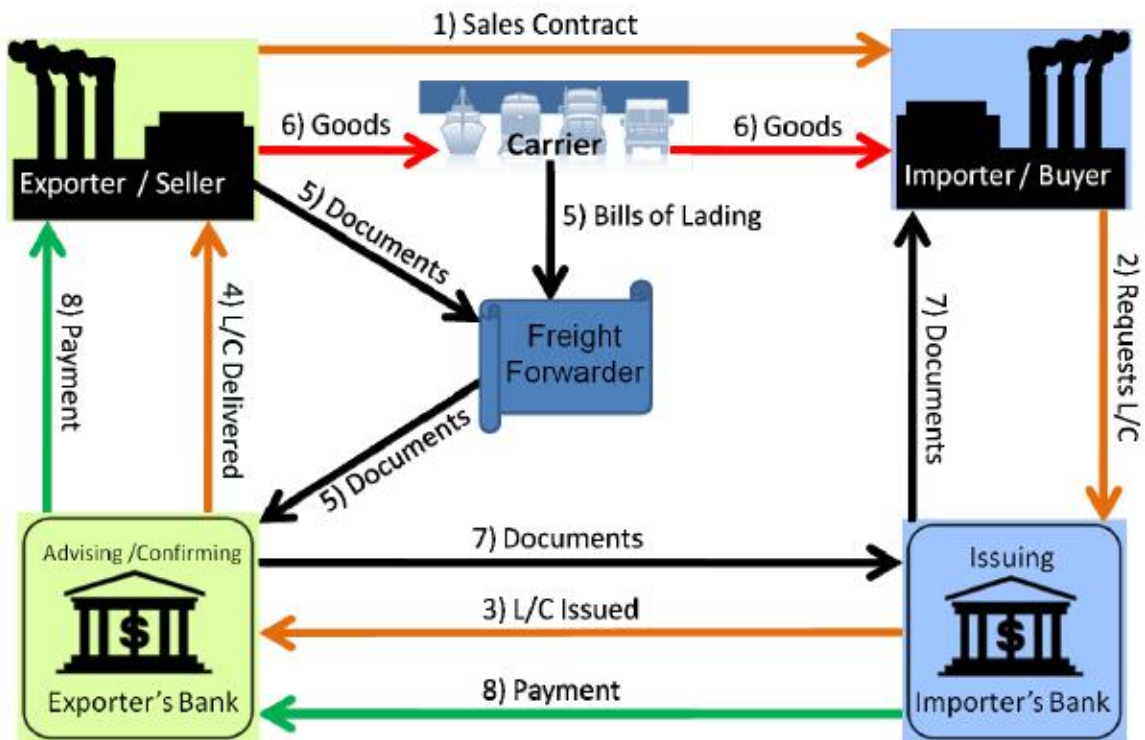 1) Sales Contract
6) Goods
Carrier
6) Goods
Exporter / Seller
Importer / Buyer
5) Documents
5) Bills of Lading
8) Payment
4) L/C Delivered
7) Documents
2) Requests L/C
Freight
Forwarder
5) Documents
Advising /Confirming
$
Exporter's Bank
7) Documents
3) L/C Issued
8) Payment
Issuing
$
Importer's Bank